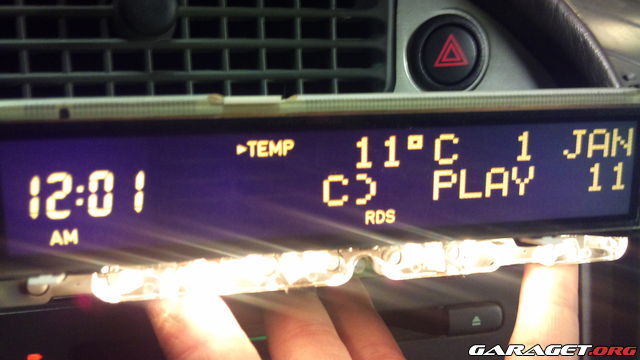 ▸TEMP 11°C 1 JAN
12:01 C) PLAY 11
AM RDS
GARAGET.ORG